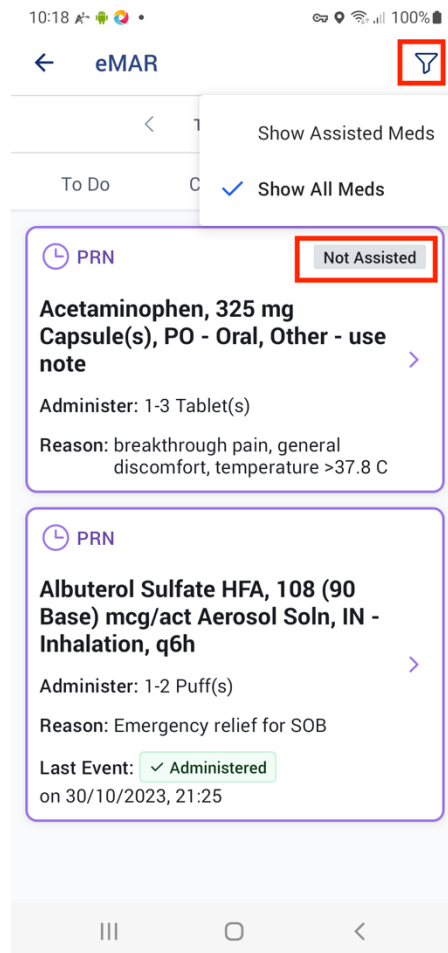 10:18 100%
eMAR
Show Assisted Meds
To Do
Show All Meds
PRN Not Assisted
Acetaminophen, 325 mg
Capsule(s), PO - Oral, Other - use
note
Administer: 1-3 Tablet(s)
Reason: breakthrough pain, general
discomfort, temperature >37.8 C
PRN
Albuterol Sulfate HFA, 108 (90
Base) mcg/act Aerosol Soln, IN -
Inhalation, q6h
Administer: 1-2 Puff(s)
Reason: Emergency relief for SOB
Last Event: Administered
on 30/10/2023, 21:25